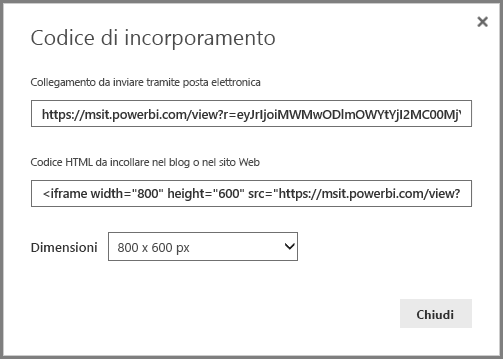 Codice di incorporamento
Collegamento da inviare tramite posta elettronica
https://msit.powerbi.com/view?r=eyJrIjoiMWMwODlmOWYtYjI2MC00Mj
Codice HTML da incollare nel blog o nel sito Web
<iframe width="800" height="600" src="https://msit.powerbi.com/view?
Dimensioni 800 x 600 px
Chiudi